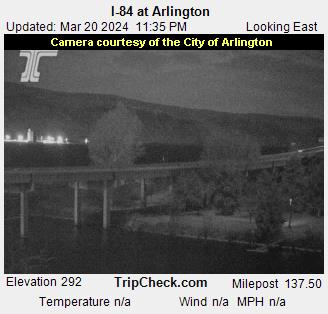 I-84 at Arlington
Updated: Mar 20 2024 11:35 PM Looking East
Camera courtesy of the City of Arlington
Elevation 292 TripCheck.com Milepost 137.50
Temperature n/a Wind n/a MPH n/a